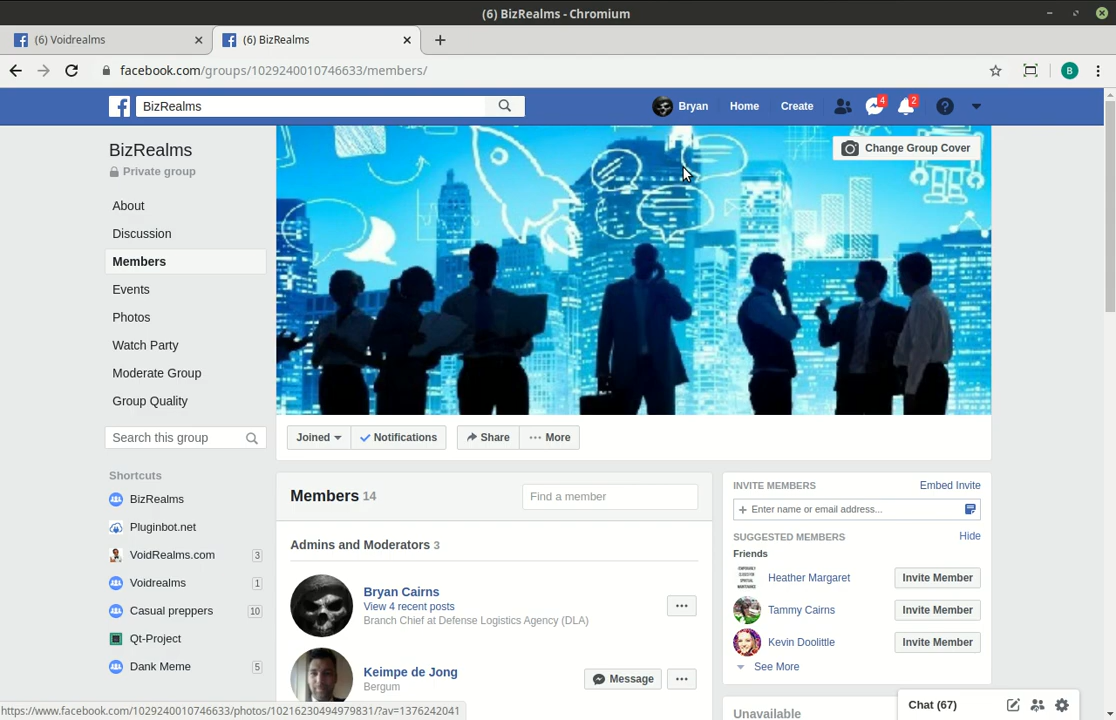 (6) BizRealms - Chromium
(6) Voidrealms
(6) BizRealms
facebook.com/groups/1029240010746633/members/
B
BizRealms
Bryan
Home
Create
4
2
BizRealms
Private group
Change Group Cover
About
Discussion
Members
Events
Photos
Watch Party
Moderate Group
Group Quality
Search this group
Joined
Notifications
Share
More
Shortcuts
BizRealms
Pluginbot.net
VoidRealms.com 3
Voidrealms 1
Casual preppers 10
Qt-Project
Dank Meme 5
Members 14
Find a member
Admins and Moderators 3
Bryan Cairns
View 4 recent posts
Branch Chief at Defense Logistics Agency (DLA)
Keimpe de Jong
Bergum
Message
INVITE MEMBERS
Embed Invite
+ Enter name or email address...
SUGGESTED MEMBERS
Hide
Friends
Heather Margaret
Invite Member
Tammy Cairns
Invite Member
Kevin Doolittle
Invite Member
See More
Unavailable
Chat (67)
https://www.facebook.com/1029240010746633/photos/10216230494979831/?av=1376242041